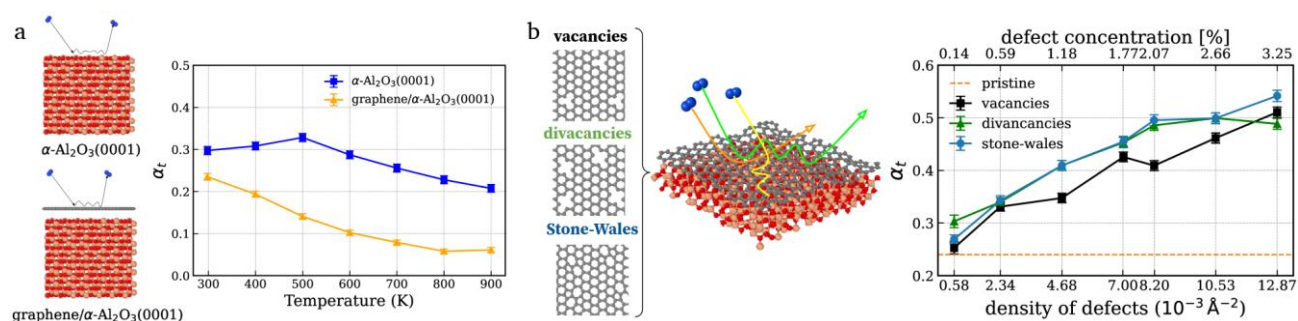 a
α-Al2O3(0001)
graphene/α-Al2O3(0001)
αt
0.5
0.4
0.3
0.2
0.1
0.0
α-Al2O3(0001)
graphene/α-Al2O3(0001)
300 400 500 600 700 800 900
Temperature (K)
b
vacancies
divacancies
Stone-Wales
defect concentration [%]
0.14 0.59 1.18 1.77 2.07 2.66 3.25
αt
0.6
0.5
0.4
0.3
0.2
pristine
vacancies
divancancies
stone-wales
0.58 2.34 4.68 7.00 8.20 10.53 12.87
density of defects (10⁻³ Å⁻²)